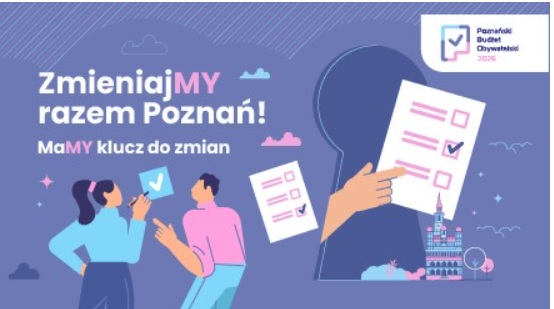 ZmieniajMY
razem Poznań!
MaMY klucz do zmian
Poznański
Budżet
Obywatelski
2026